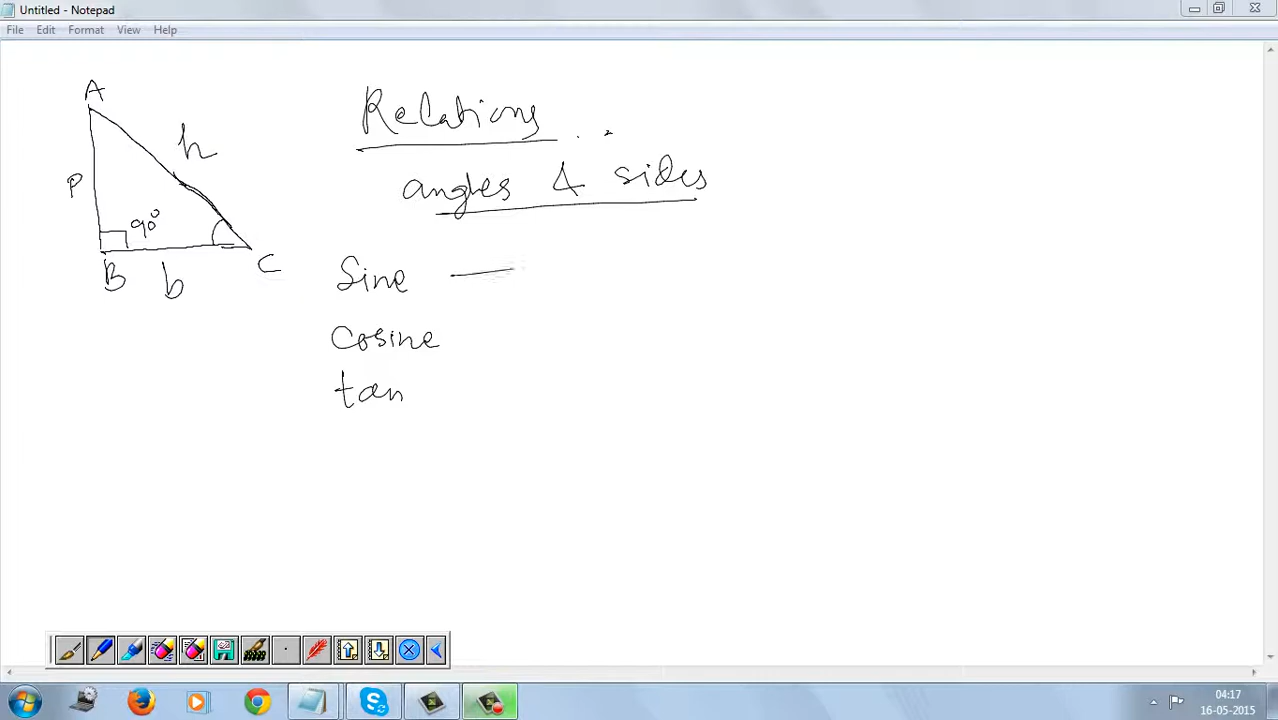 Untitled - Notepad
File Edit Format View Help
A
h
P
90°
B
b
C
Relations
angles & sides
Sine
Cosine
tan
04:17
16-05-2015